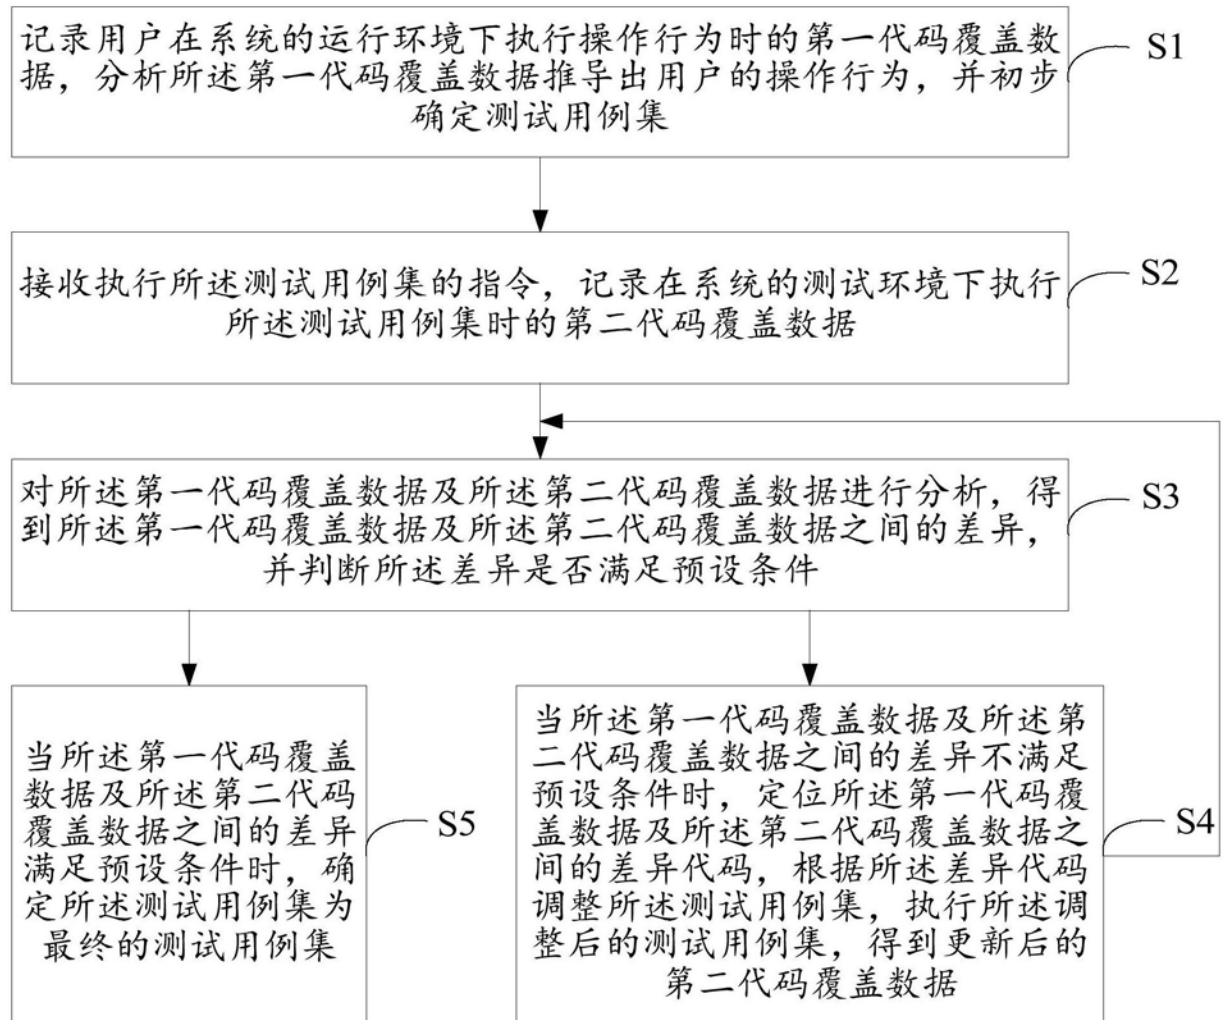 记录用户在系统的运行环境下执行操作行为时的第一代码覆盖数
据，分析所述第一代码覆盖数据推导出用户的操作行为，并初步
确定测试用例集
S1
接收执行所述测试用例集的指令，记录在系统的测试环境下执行
所述测试用例集时的第二代码覆盖数据
S2
对所述第一代码覆盖数据及所述第二代码覆盖数据进行分析，得
到所述第一代码覆盖数据及所述第二代码覆盖数据之间的差异，
并判断所述差异是否满足预设条件
S3
当所述第一代码覆盖
数据及所述第二代码
覆盖数据之间的差异
满足预设条件时，确
定所述测试用例集为
最终的测试用例集
S5
当所述第一代码覆盖数据及所述第
二代码覆盖数据之间的差异不满足
预设条件时，定位所述第一代码覆
盖数据及所述第二代码覆盖数据之
间的差异代码，根据所述差异代码
调整所述测试用例集，执行所述调
整后的测试用例集，得到更新后的
第二代码覆盖数据
S4